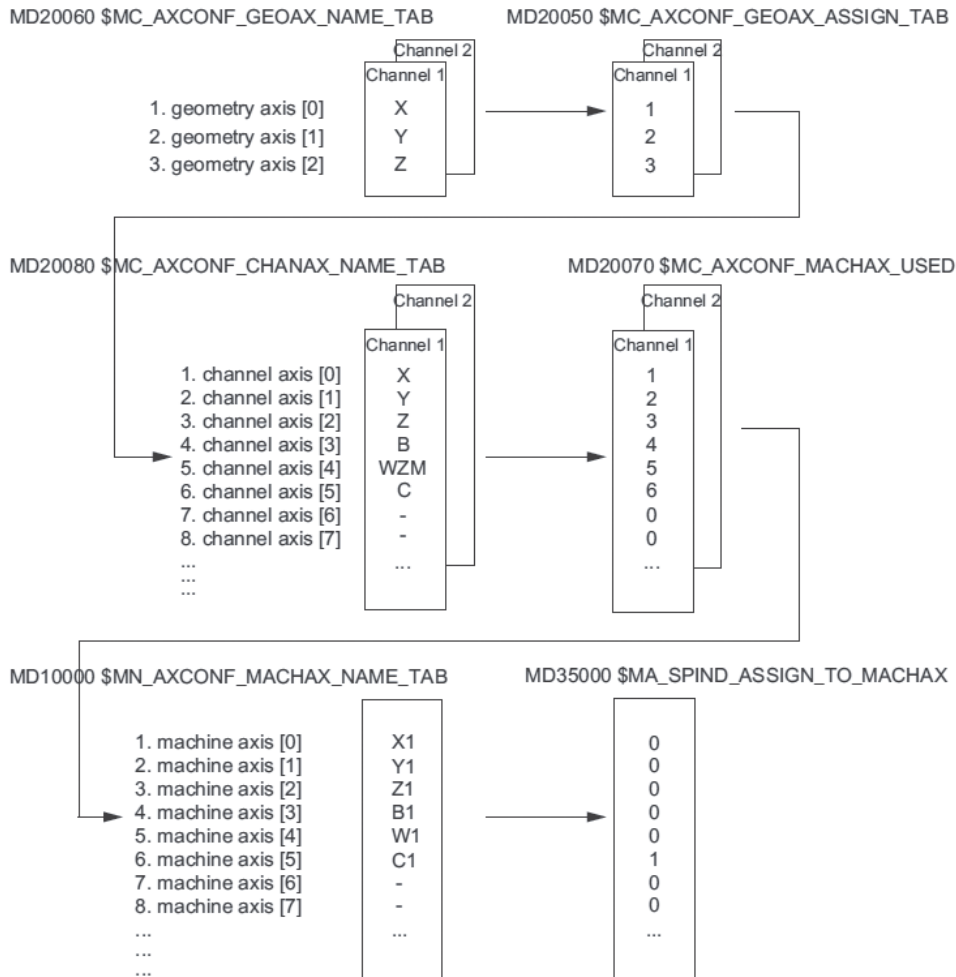 MD20060 $MC_AXCONF_GEOAX_NAME_TAB MD20050 $MC_AXCONF_GEOAX_ASSIGN_TAB
Channel 2 Channel 2
Channel 1 Channel 1
1. geometry axis [0] X 1
2. geometry axis [1] Y 2
3. geometry axis [2] Z 3
MD20080 $MC_AXCONF_CHANAX_NAME_TAB MD20070 $MC_AXCONF_MACHAX_USED
Channel 2 Channel 2
Channel 1 Channel 1
1. channel axis [0] X 1
2. channel axis [1] Y 2
3. channel axis [2] Z 3
4. channel axis [3] B 4
5. channel axis [4] WZM 5
6. channel axis [5] C 6
7. channel axis [6] - 0
8. channel axis [7] - 0
... ... ...
...
...
MD10000 $MN_AXCONF_MACHAX_NAME_TAB MD35000 $MA_SPIND_ASSIGN_TO_MACHAX
1. machine axis [0] X1 0
2. machine axis [1] Y1 0
3. machine axis [2] Z1 0
4. machine axis [3] B1 0
5. machine axis [4] W1 0
6. machine axis [5] C1 1
7. machine axis [6] - 0
8. machine axis [7] - 0
... ... ...
...
...